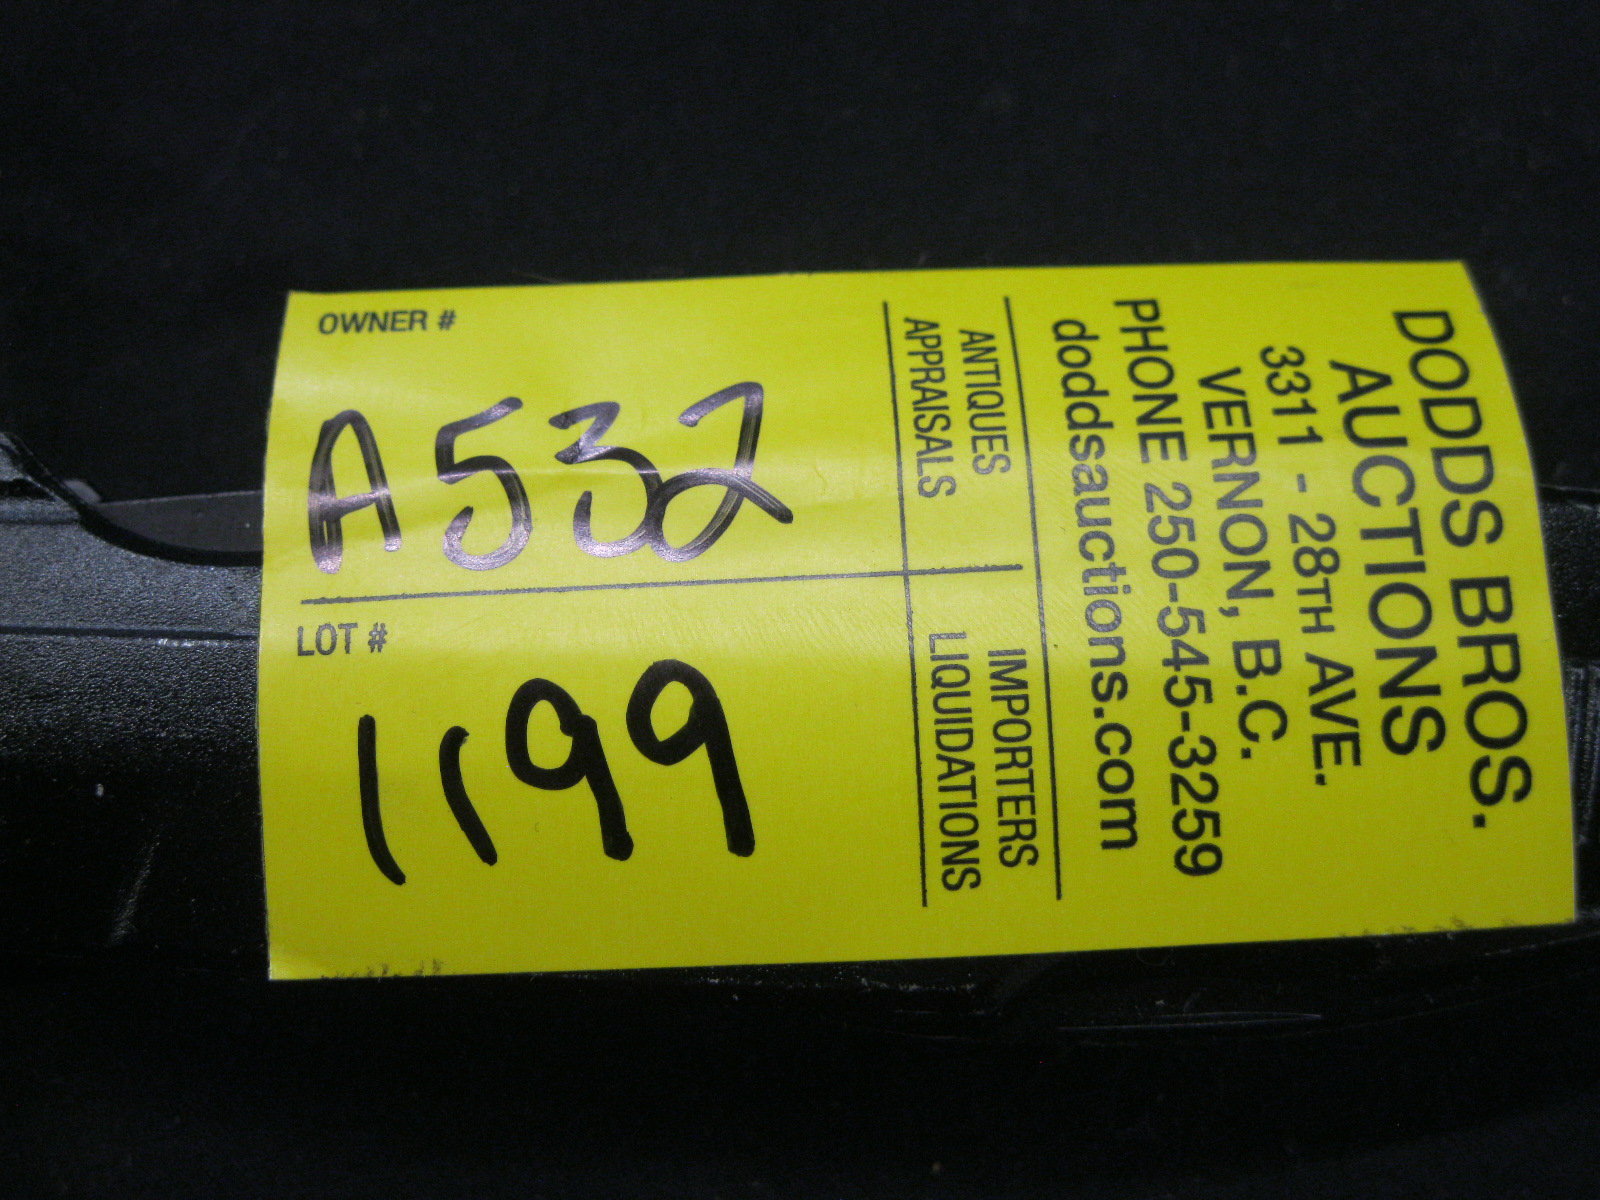 DODDS BROS.
AUCTIONS
3311 - 28TH AVE.
VERNON, B.C.
PHONE 250-545-3259
doddsauctions.com
ANTIQUES
APPRAISALS
IMPORTERS
LIQUIDATIONS
OWNER #
A532
LOT #
1199